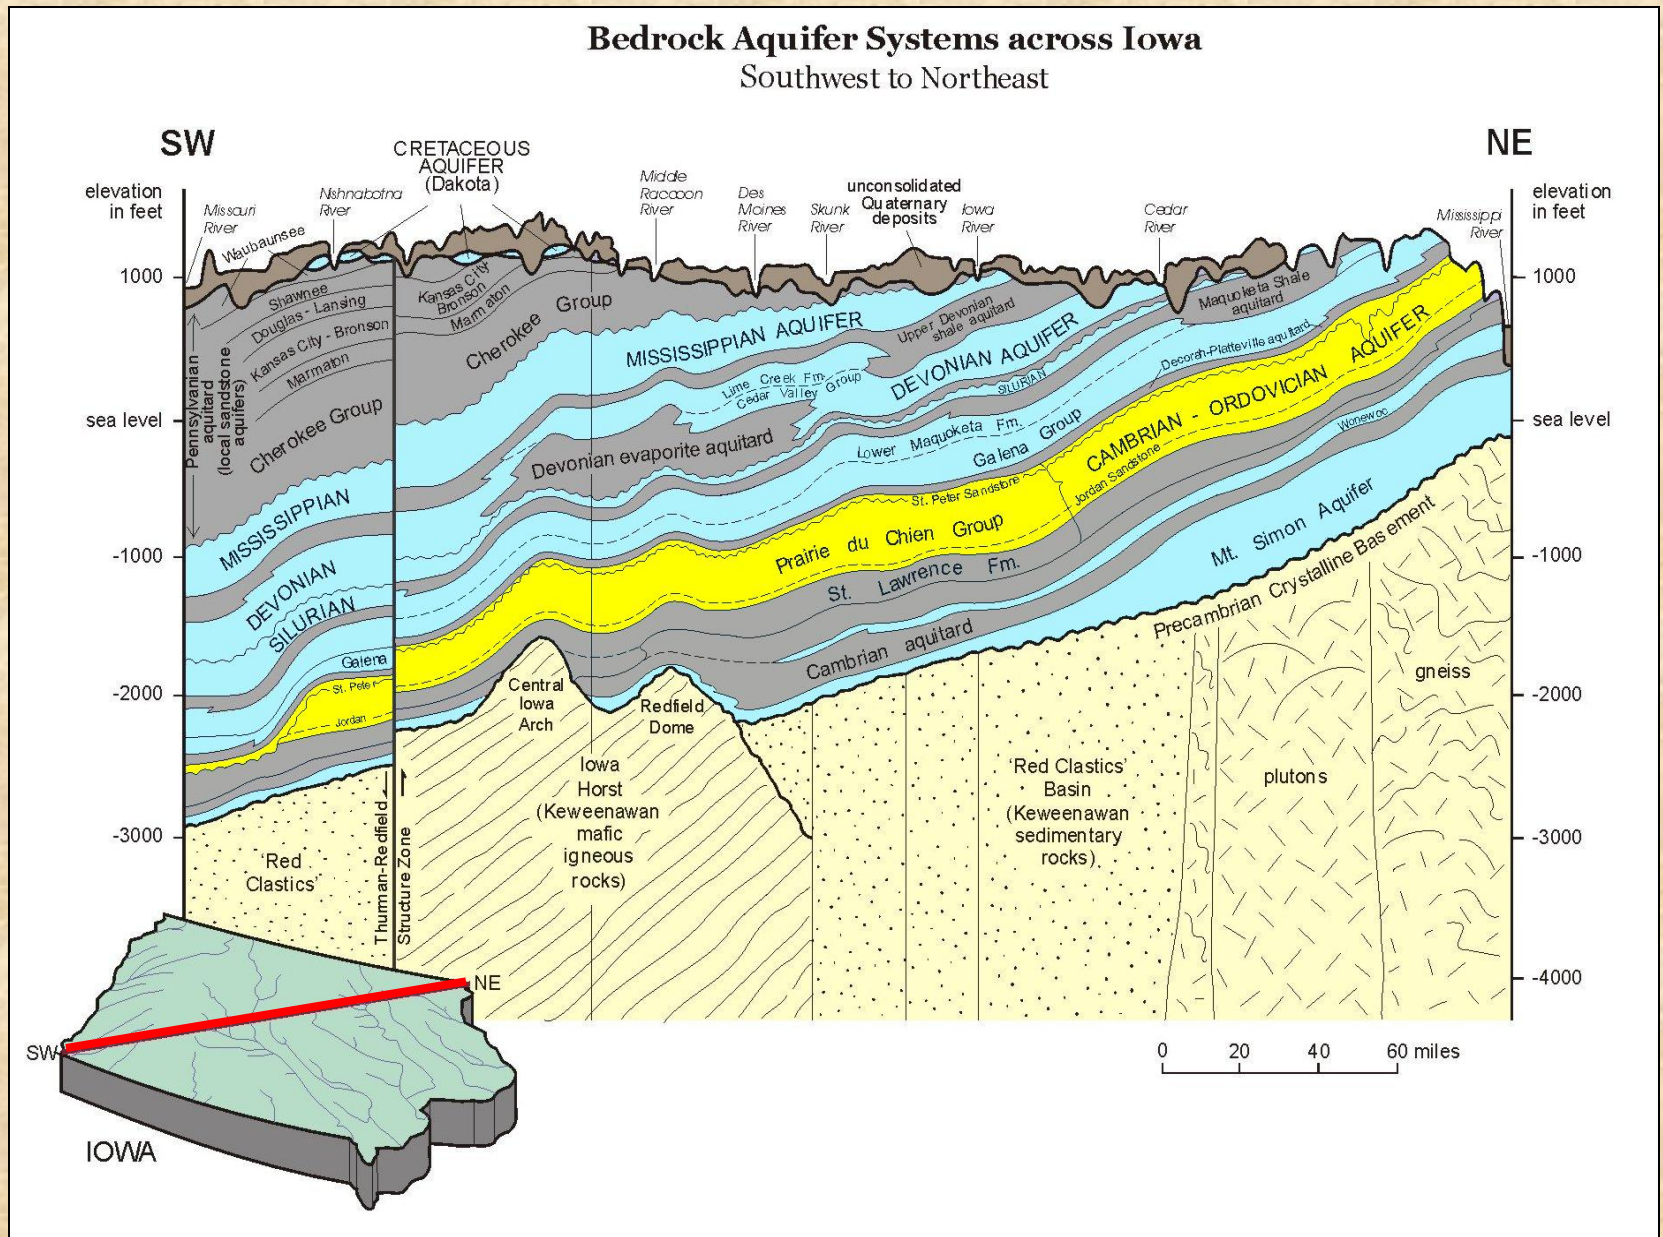 Bedrock Aquifer Systems across Iowa
Southwest to Northeast
SW
NE
CRETACEOUS
AQUIFER
(Dakota)
elevation
in feet
Missouri
River
Nishnabotna
River
Middle
Raccoon
River
Des
Moines
River
Skunk
River
unconsolidated
Quaternary
deposits
Iowa
River
Cedar
River
Mississippi
River
elevation
in feet
Waubaunsee
1000
1000
Shawnee
Douglas - Lansing
Kansas City - Bronson
Marmaton
Cherokee Group
Pennsylvanian
aquitard
(local sandstone
aquifers)
Kansas City
Bronson
Marmaton
Cherokee Group
MISSISSIPPIAN AQUIFER
Upper Devonian
shale aquitard
Maquoketa Shale
aquitard
Lime Creek Fm.
Cedar Valley Group
DEVONIAN AQUIFER
SILURIAN
Decorah-Platteville aquitard
CAMBRIAN - ORDOVICIAN AQUIFER
sea level
sea level
Devonian evaporite aquitard
Lower Maquoketa Fm.
Galena Group
Jordan Sandstone
Wonewoc
St. Peter Sandstone
MISSISSIPPIAN
DEVONIAN
SILURIAN
Galena
St. Peter
Jordan
-1000
-1000
Prairie du Chien Group
St. Lawrence Fm.
Mt. Simon Aquifer
Cambrian aquitard
Precambrian Crystalline Basement
-2000
-2000
Central
Iowa
Arch
Redfield
Dome
gneiss
Iowa
Horst
(Keweenawan
mafic
igneous
rocks)
'Red Clastics'
Basin
(Keweenawan
sedimentary
rocks)
plutons
-3000
-3000
'Red
Clastics'
Thurman-Redfield
Structure Zone
-4000
NE
SW
IOWA
0 20 40 60 miles